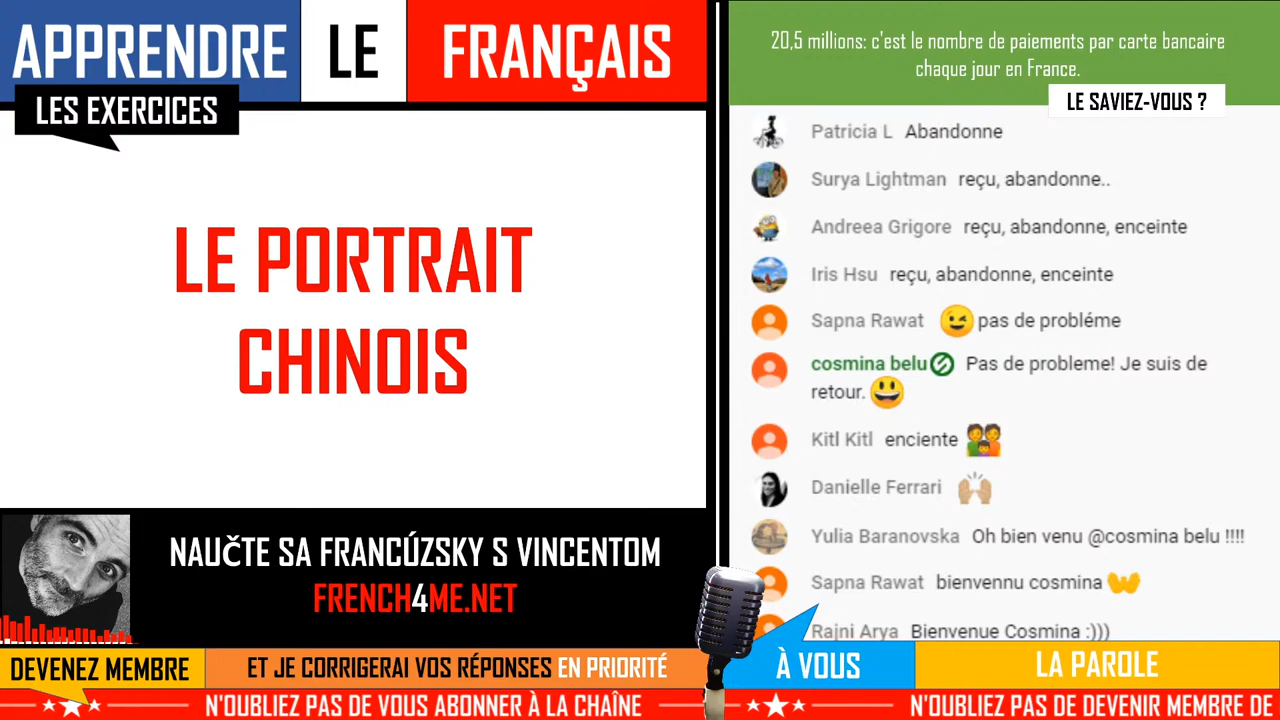 APPRENDRE LE FRANÇAIS
LES EXERCICES
LE PORTRAIT
CHINOIS
NAUČTE SA FRANCÚZSKY S VINCENTOM
FRENCH4ME.NET
DEVENEZ MEMBRE
ET JE CORRIGERAI VOS RÉPONSES EN PRIORITÉ
20,5 millions: c'est le nombre de paiements par carte bancaire
chaque jour en France.
LE SAVIEZ-VOUS ?
Patricia L Abandonne
Surya Lightman reçu, abandonne..
Andreea Grigore reçu, abandonne, enceinte
Iris Hsu reçu, abandonne, enceinte
Sapna Rawat 😉 pas de probléme
cosmina belu Pas de probleme! Je suis de
retour. 😃
Kitl Kitl enciente 👪
Danielle Ferrari 🙌🏼
Yulia Baranovska Oh bien venu @cosmina belu !!!!
Sapna Rawat bienvennu cosmina 👐
Rajni Arya Bienvenue Cosmina :)))
À VOUS
LA PAROLE
N'OUBLIEZ PAS DE VOUS ABONNER À LA CHAÎNE
N'OUBLIEZ PAS DE DEVENIR MEMBRE DE